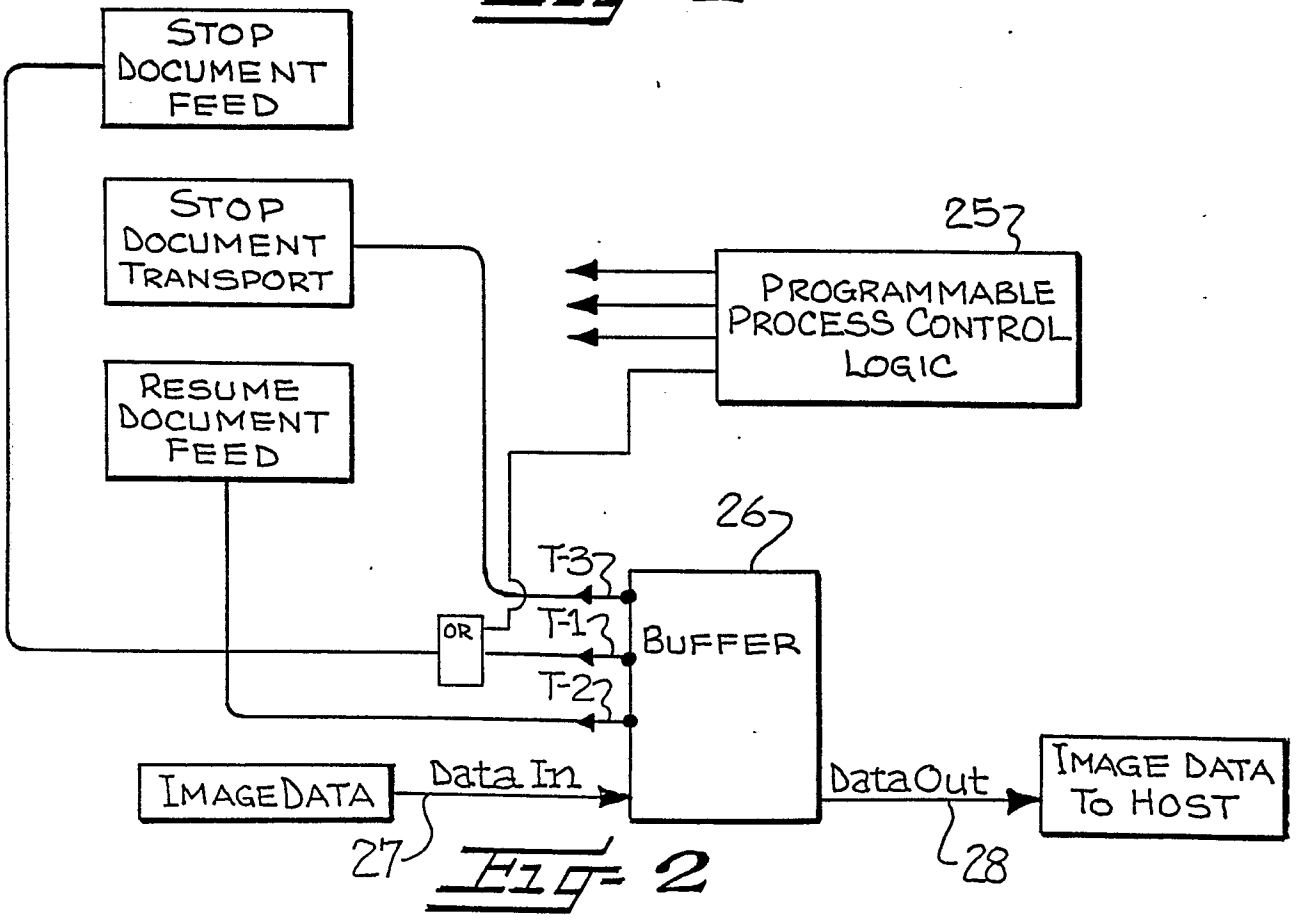 STOP
DOCUMENT
FEED
STOP
DOCUMENT
TRANSPORT
25
PROGRAMMABLE
PROCESS CONTROL
LOGIC
RESUME
DOCUMENT
FEED
26
T-3
OR
T-1
BUFFER
T-2
IMAGE DATA
Data In
Data Out
IMAGE DATA
TO HOST
27
28
Fig- 2